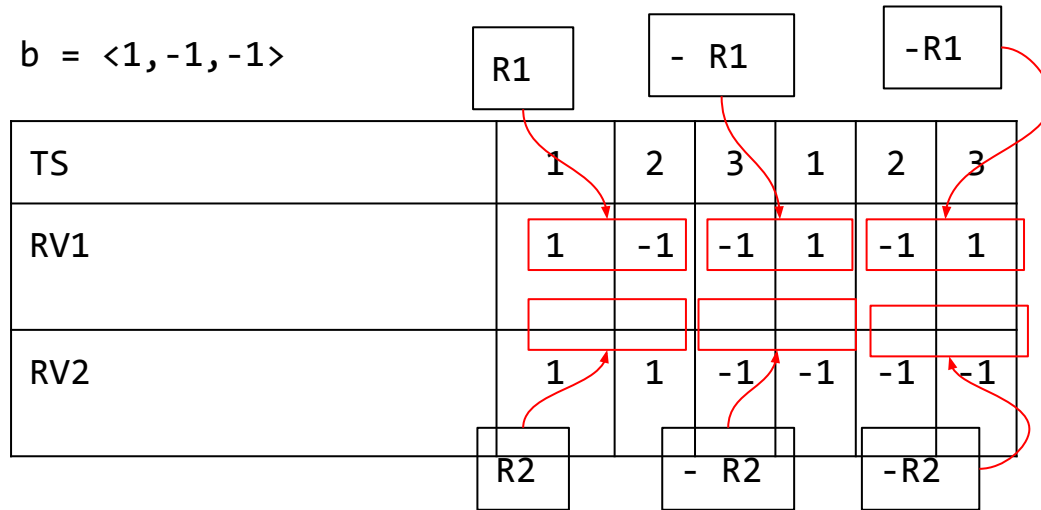 b = <1,-1,-1>
R1
- R1
-R1
TS 1 2 3 1 2 3
RV1 1 -1 -1 1 -1 1
RV2 1 1 -1 -1 -1 -1
R2
- R2
-R2